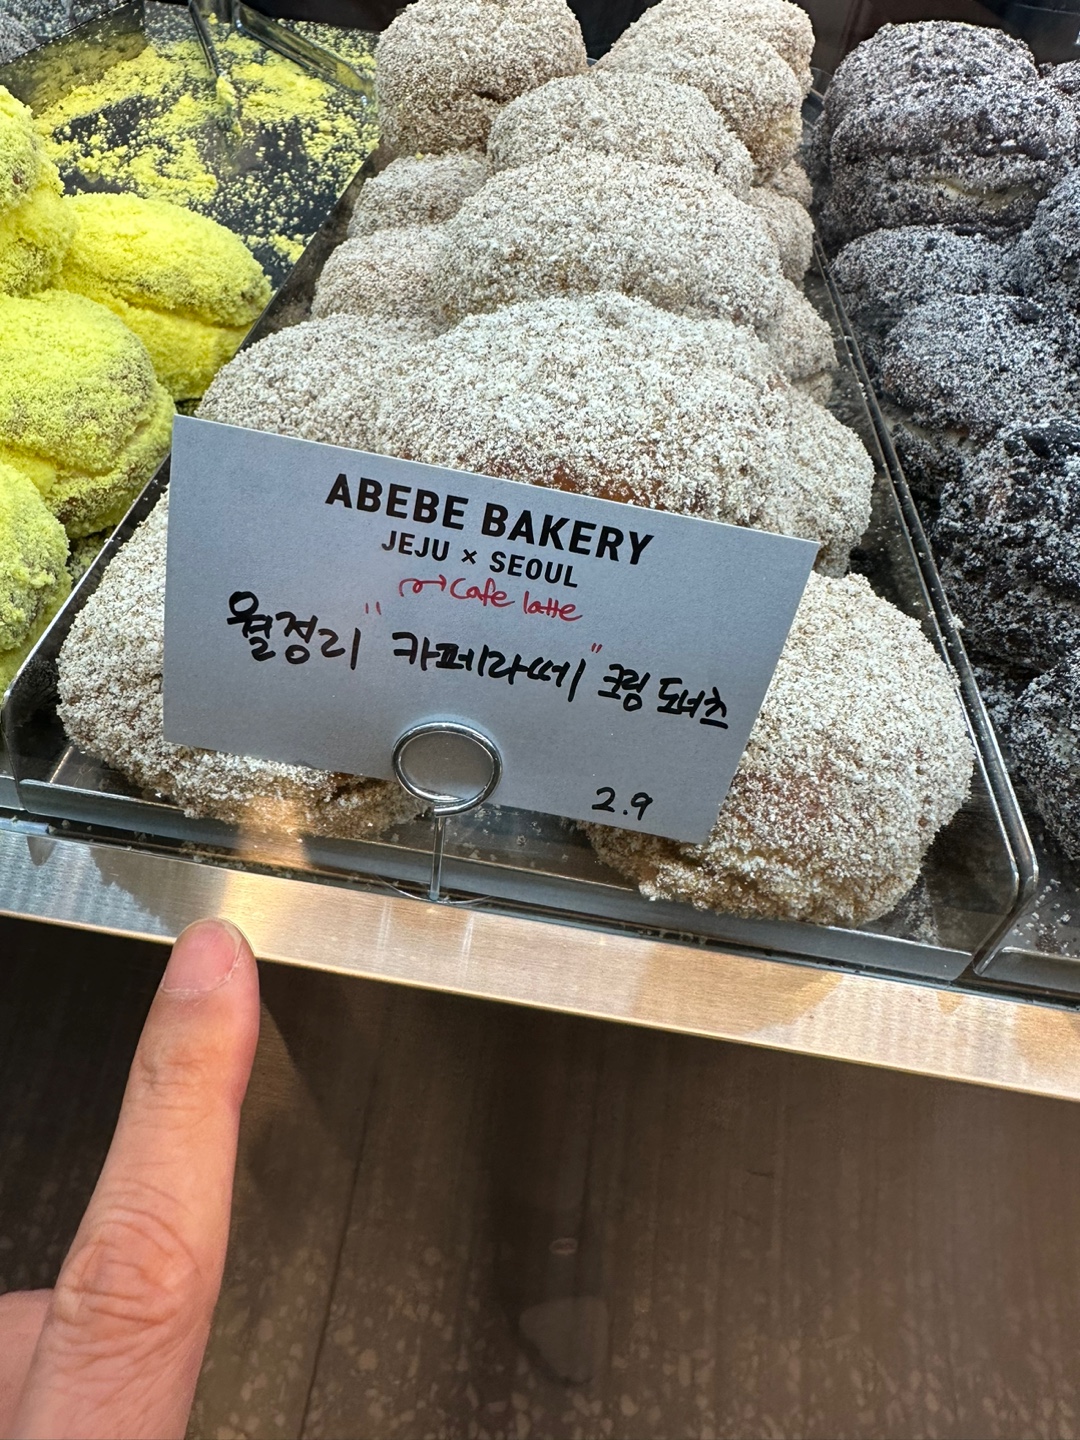 ABEBE BAKERY
JEJU × SEOUL
Cafe latte
월정리 "카페라떼" 크림 도너츠
2.9